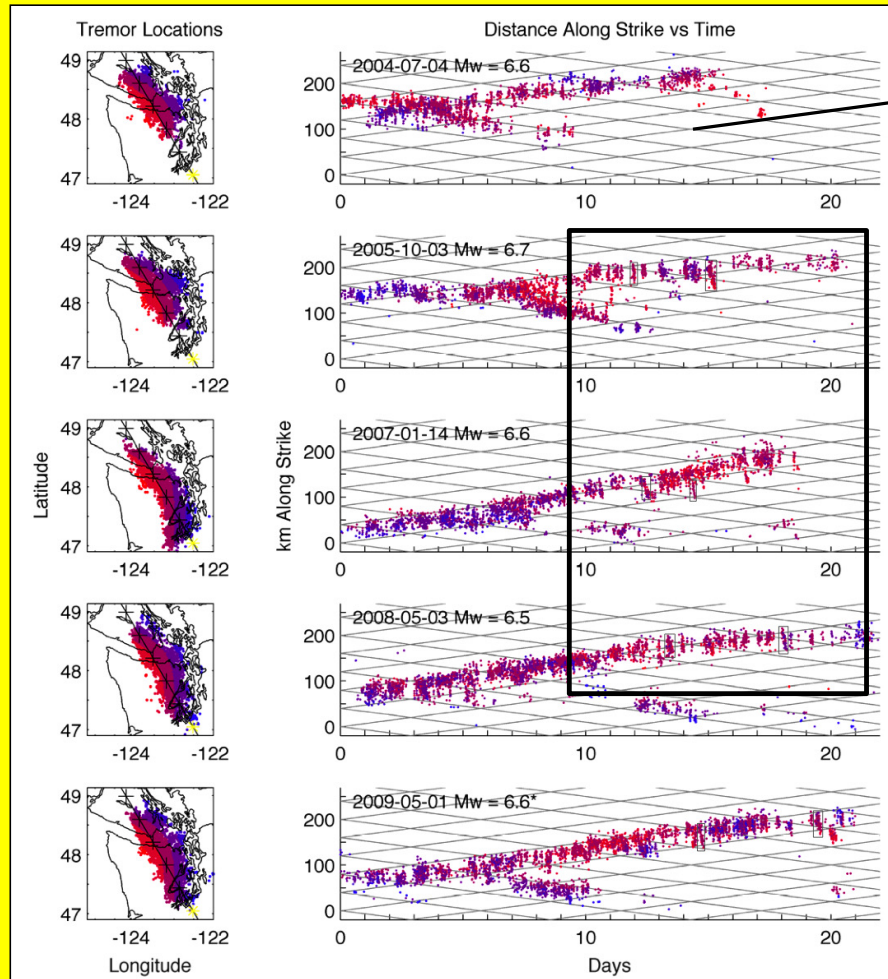 Tremor Locations
Distance Along Strike vs Time
49
48
47
-124 -122
2004-07-04 Mw = 6.6
200
100
0
0 10 20
49
48
47
-124 -122
2005-10-03 Mw = 6.7
200
100
0
0 10 20
Latitude
49
48
47
-124 -122
km Along Strike
2007-01-14 Mw = 6.6
200
100
0
0 10 20
49
48
47
-124 -122
2008-05-03 Mw = 6.5
200
100
0
0 10 20
49
48
47
-124 -122
2009-05-01 Mw = 6.6*
200
100
0
0 10 20
Longitude
Days